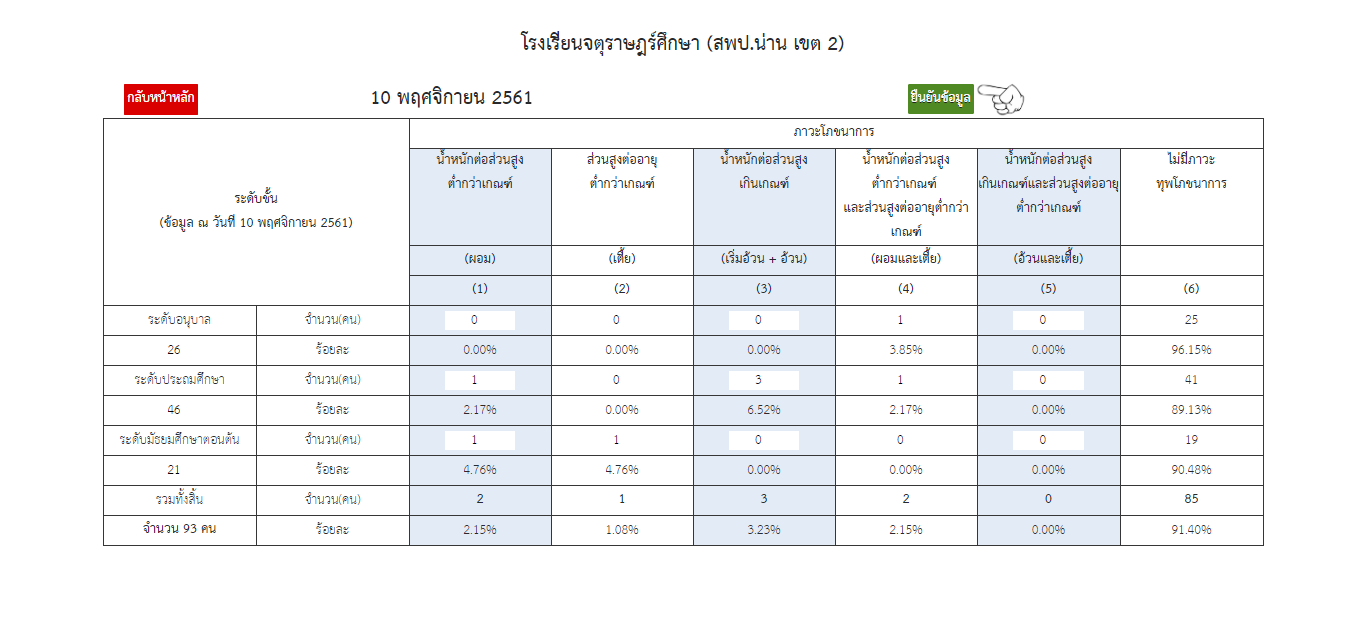 โรงเรียนจตุราษฎร์ศึกษา (สพป.น่าน เขต 2)
กลับหน้าหลัก 10 พฤศจิกายน 2561 ยืนยันข้อมูล
ระดับชั้น
(ข้อมูล ณ วันที่ 10 พฤศจิกายน 2561)
ภาวะโภชนาการ
น้ำหนักต่อส่วนสูง
ต่ำกว่าเกณฑ์
ส่วนสูงต่ออายุ
ต่ำกว่าเกณฑ์
น้ำหนักต่อส่วนสูง
เกินเกณฑ์
น้ำหนักต่อส่วนสูง
ต่ำกว่าเกณฑ์
และส่วนสูงต่ออายุต่ำกว่า
เกณฑ์
น้ำหนักต่อส่วนสูง
เกินเกณฑ์และส่วนสูงต่ออายุ
ต่ำกว่าเกณฑ์
ไม่มีภาวะ
ทุพโภชนาการ
(ผอม) (เตี้ย) (เริ่มอ้วน + อ้วน) (ผอมและเตี้ย) (อ้วนและเตี้ย)
(1) (2) (3) (4) (5) (6)
ระดับอนุบาล จำนวน(คน) 0 0 0 1 0 25
26 ร้อยละ 0.00% 0.00% 0.00% 3.85% 0.00% 96.15%
ระดับประถมศึกษา จำนวน(คน) 1 0 3 1 0 41
46 ร้อยละ 2.17% 0.00% 6.52% 2.17% 0.00% 89.13%
ระดับมัธยมศึกษาตอนต้น จำนวน(คน) 1 1 0 0 0 19
21 ร้อยละ 4.76% 4.76% 0.00% 0.00% 0.00% 90.48%
รวมทั้งสิ้น จำนวน(คน) 2 1 3 2 0 85
จำนวน 93 คน ร้อยละ 2.15% 1.08% 3.23% 2.15% 0.00% 91.40%